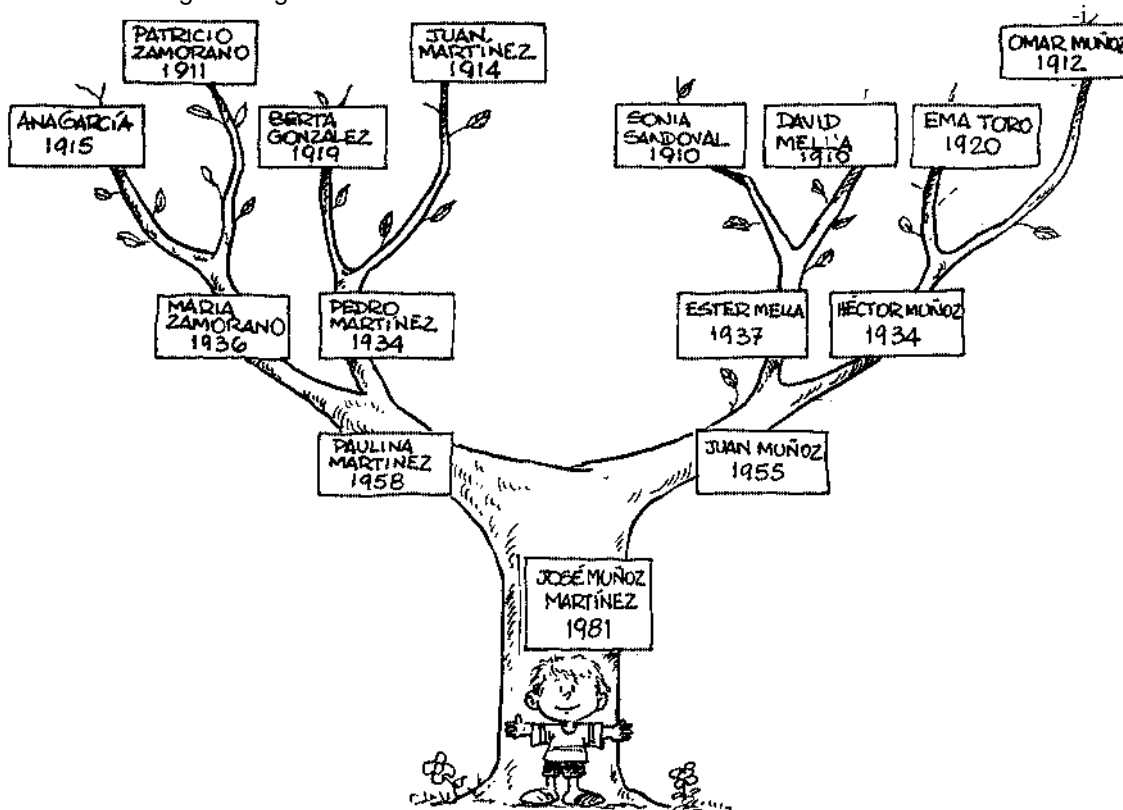 PATRICIO
ZAMORANO
1911
JUAN.
MARTÍNEZ
1914
OMAR MUÑOZ
1912
ANA GARCÍA
1915
BERTA
GONZALEZ
1919
SONIA
SANDOVAL
1910
DAVID
MELLA
1910
EMA TORO
1920
MARIA
ZAMORANO
1936
PEDRO
MARTÍNEZ
1934
ESTER MELLA
1937
HÉCTOR MUÑOZ
1934
PAULINA
MARTINEZ
1958
JUAN MUÑOZ
1955
JOSÉ MUÑOZ
MARTÍNEZ
1981